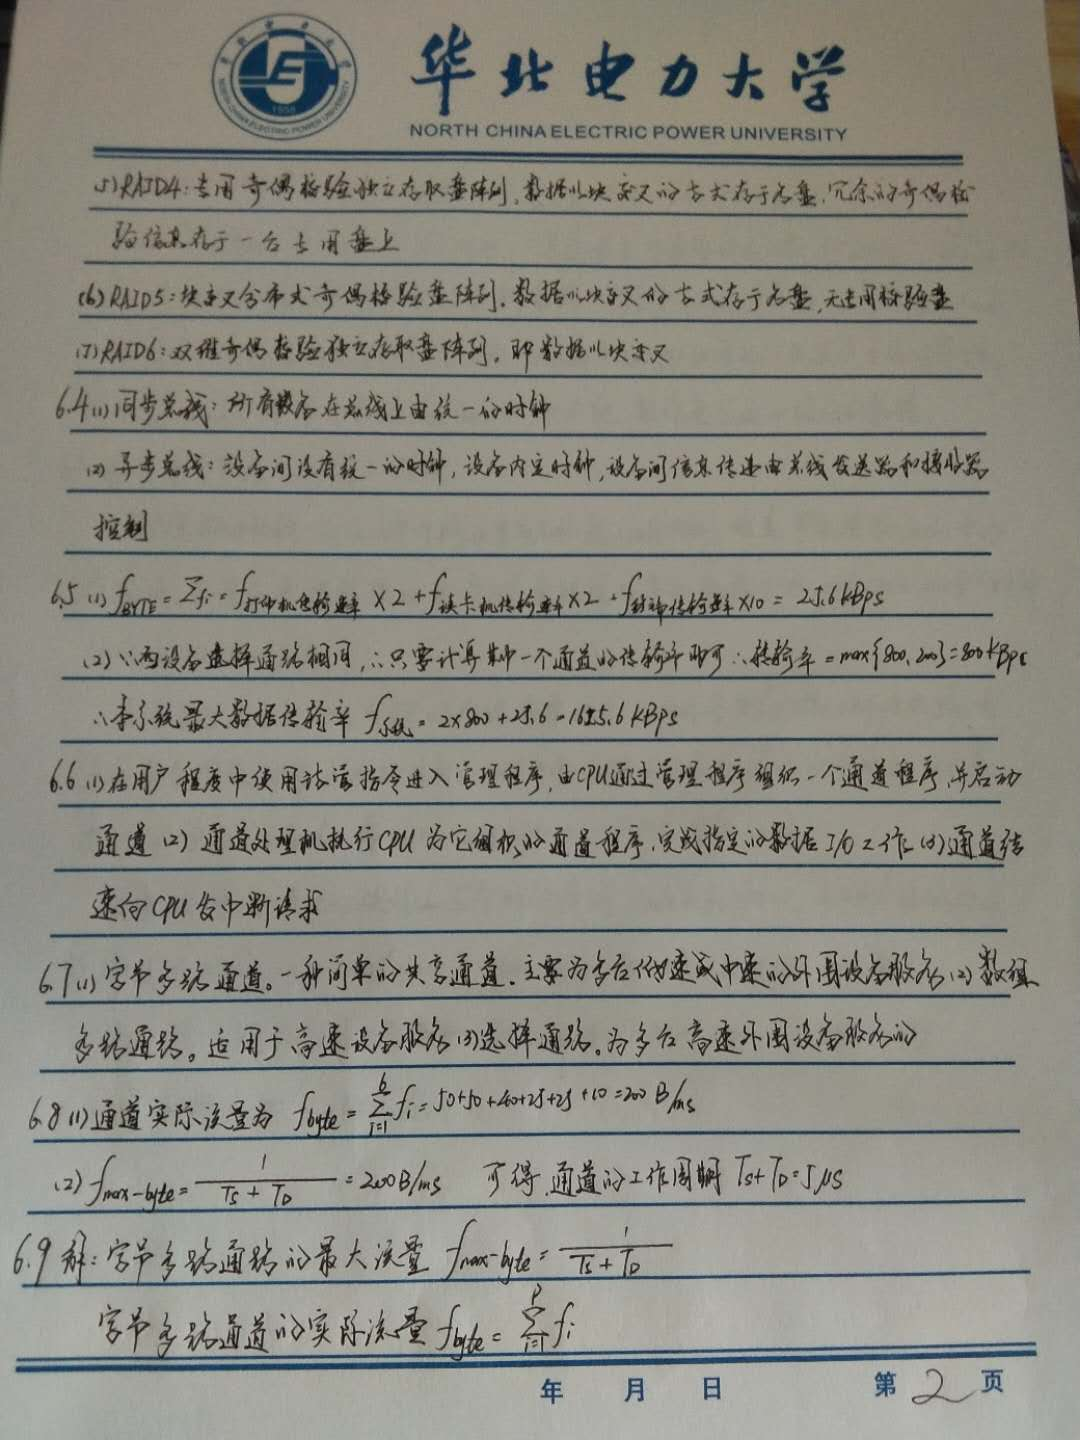 华北电力大学
NORTH CHINA ELECTRIC POWER UNIVERSITY
(5)RAID4:专用奇偶校验独立存取盘阵列,数据以块交叉的方式存于各盘,冗余的奇偶校
验信息存于一台专用盘上
(6)RAID5:块交叉分布式奇偶校验盘阵列,数据以块交叉的方式存于各盘,无专用校验盘
(7)RAID6:双维奇偶校验独立存取盘阵列,即数据以块交叉
6.4(1)同步总线:所有设备在总线上由统一的时钟
(2)异步总线:设备间没有统一的时钟,设备内定时钟,设备间信息传送由总线发送器和接收器
控制
6.5 (1) f_BYTE = Σfi = f打印机传输速率 ×2 + f读卡机传输速率 ×2 + f终端传输速率 ×10 = 25.6 KBps
(2)∵两设备选择通路相同,∴只要计算其中一个通道的传输率即可∴传输率=max{800,200}=800KBps
∴本系统最大数据传输率 f系统 = 2×800+25.6=1625.6 KBps
6.6 (1)在用户程度中使用访管指令进入管理程序,由CPU通过管理程序组织一个通道程序,并启动
通道 (2) 通道处理机执行CPU为它组织的通道程序,完成指定的数据I/O工作 (3)通道结
速向CPU发中断请求
6.7(1)字节多路通道。一种简单的共享通道,主要为多台低速或中速的外围设备服务(2)数组
多路通路。适用于高速设备服务(3)选择通路。为多台高速外围设备服务的
6.8(1)通道实际流量为 f_byte = Σ_{i=1}^{6} fi = 50+50+40+25+25+10=200 B/ms
(2) f_max-byte = 1/(Ts + TD) = 200B/ms 可得,通道的工作周期 Ts+TD=5μS
6.9 解:字节多路通路的最大流量 f_max-byte = 1/(Ts + TD)
字节多路通道的实际流量 f_byte = Σ_{i=1}^{P} fi
年 月 日 第2页